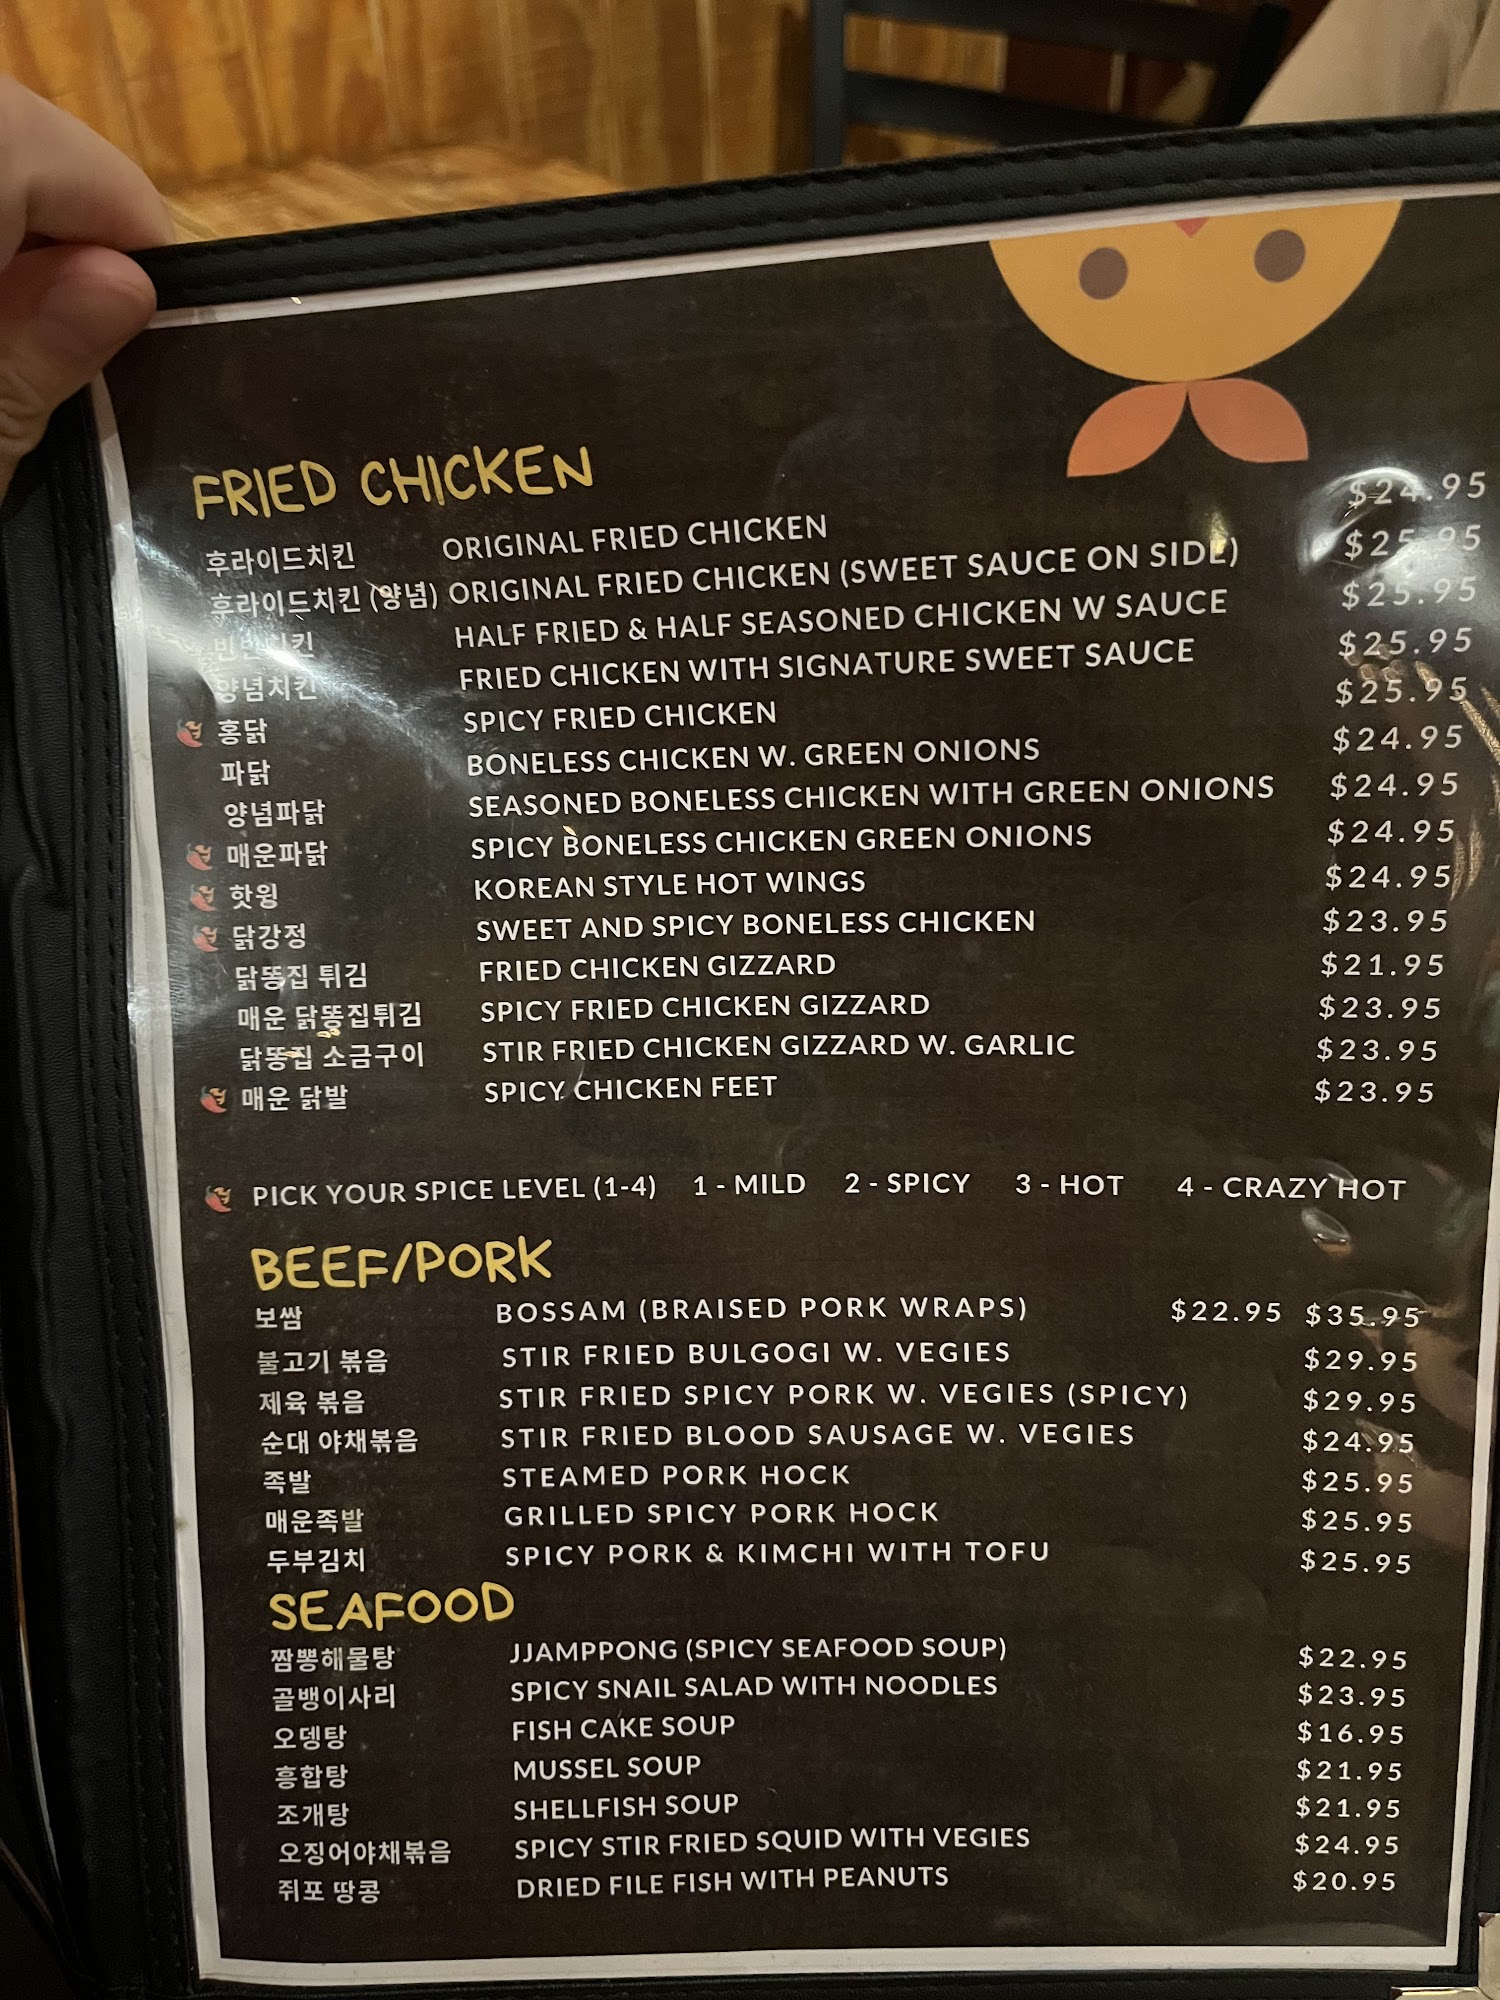 FRIED CHICKEN
후라이드치킨 ORIGINAL FRIED CHICKEN $24.95
후라이드치킨 (양념) ORIGINAL FRIED CHICKEN (SWEET SAUCE ON SIDE) $25.95
반반치킨 HALF FRIED & HALF SEASONED CHICKEN W SAUCE $25.95
양념치킨 FRIED CHICKEN WITH SIGNATURE SWEET SAUCE $25.95
홍닭 SPICY FRIED CHICKEN $25.95
파닭 BONELESS CHICKEN W. GREEN ONIONS $24.95
양념파닭 SEASONED BONELESS CHICKEN WITH GREEN ONIONS $24.95
매운파닭 SPICY BONELESS CHICKEN GREEN ONIONS $24.95
핫윙 KOREAN STYLE HOT WINGS $24.95
닭강정 SWEET AND SPICY BONELESS CHICKEN $23.95
닭똥집 튀김 FRIED CHICKEN GIZZARD $21.95
매운 닭똥집튀김 SPICY FRIED CHICKEN GIZZARD $23.95
닭똥집 소금구이 STIR FRIED CHICKEN GIZZARD W. GARLIC $23.95
매운 닭발 SPICY CHICKEN FEET $23.95
PICK YOUR SPICE LEVEL (1-4) 1 - MILD 2 - SPICY 3 - HOT 4 - CRAZY HOT
BEEF/PORK
보쌈 BOSSAM (BRAISED PORK WRAPS) $22.95 $35.95
불고기 볶음 STIR FRIED BULGOGI W. VEGIES $29.95
제육 볶음 STIR FRIED SPICY PORK W. VEGIES (SPICY) $29.95
순대 야채볶음 STIR FRIED BLOOD SAUSAGE W. VEGIES $24.95
족발 STEAMED PORK HOCK $25.95
매운족발 GRILLED SPICY PORK HOCK $25.95
두부김치 SPICY PORK & KIMCHI WITH TOFU $25.95
SEAFOOD
짬뽕해물탕 JJAMPPONG (SPICY SEAFOOD SOUP) $22.95
골뱅이사리 SPICY SNAIL SALAD WITH NOODLES $23.95
오뎅탕 FISH CAKE SOUP $16.95
홍합탕 MUSSEL SOUP $21.95
조개탕 SHELLFISH SOUP $21.95
오징어야채볶음 SPICY STIR FRIED SQUID WITH VEGIES $24.95
쥐포 땅콩 DRIED FILE FISH WITH PEANUTS $20.95